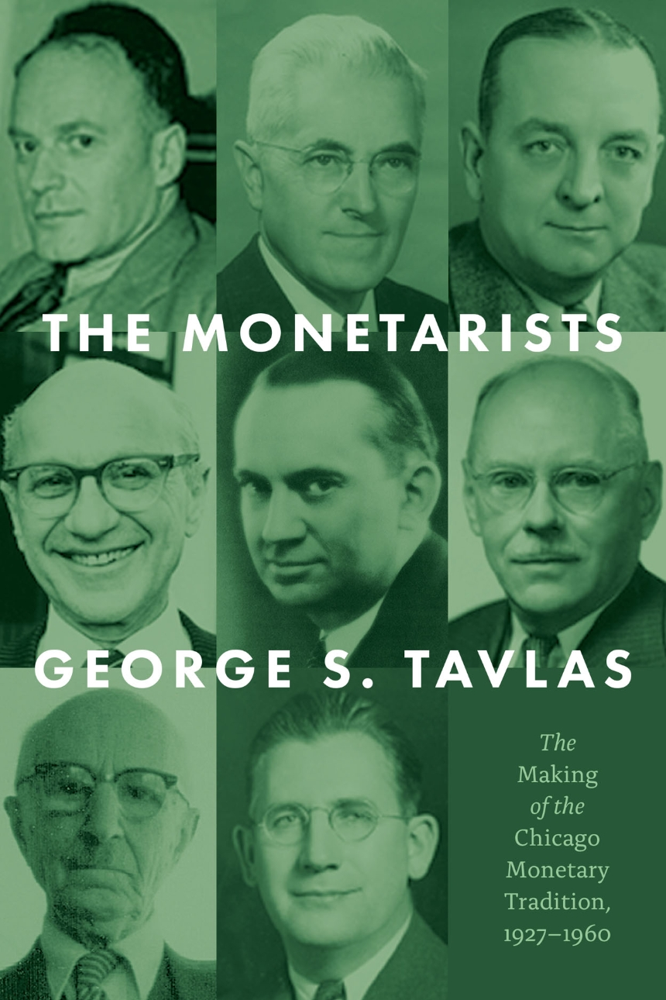 THE MONETARISTS
GEORGE S. TAVLAS
The
Making
of the
Chicago
Monetary
Tradition,
1927–1960